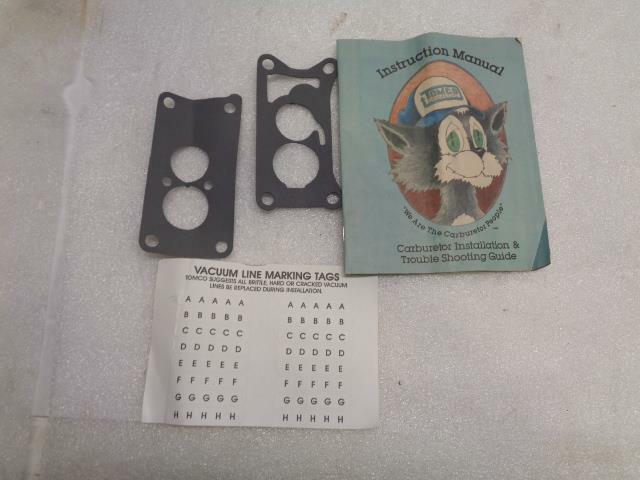 Instruction Manual
TOMCO
"We Are The Carburetor People"
TM
Carburetor Installation &
Trouble Shooting Guide
VACUUM LINE MARKING TAGS
TOMCO SUGGESTS ALL BRITTLE, HARD OR CRACKED VACUUM
LINES BE REPLACED DURING INSTALLATION.
A A A A A A A A A A
B B B B B B B B B B
C C C C C C C C C C
D D D D D D D D D D
E E E E E E E E E E
F F F F F F F F F F
G G G G G G G G G G
H H H H H H H H H H